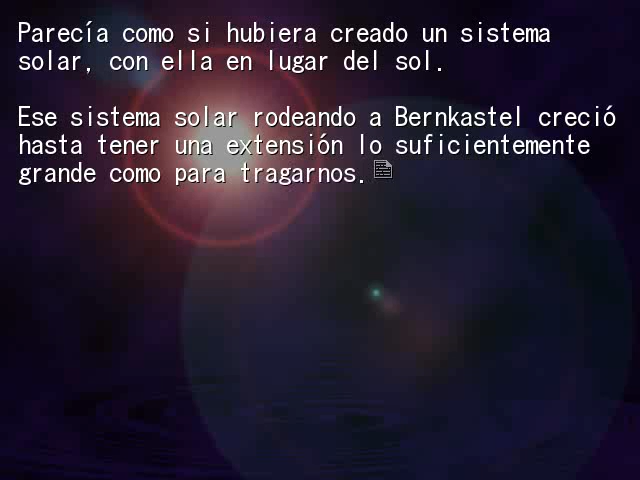 Parecía como si hubiera creado un sistema
solar, con ella en lugar del sol.
Ese sistema solar rodeando a Bernkastel creció
hasta tener una extensión lo suficientemente
grande como para tragarnos.